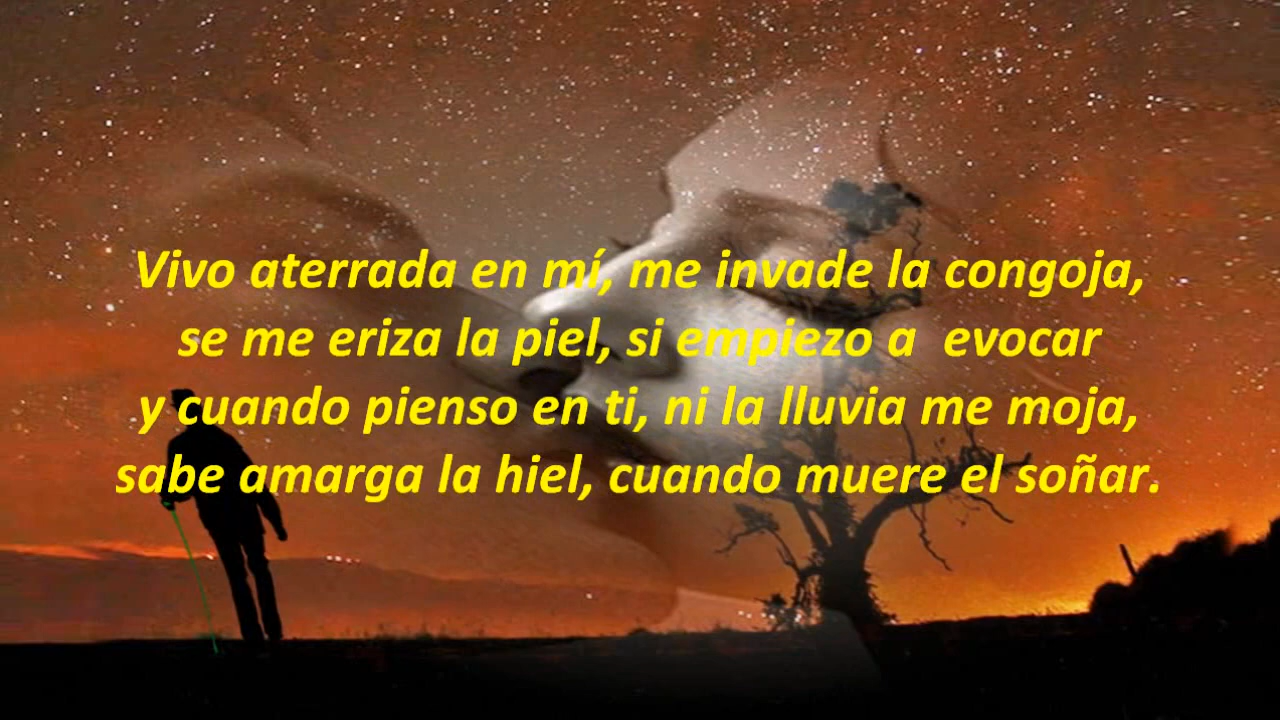 Vivo aterrada en mí, me invade la congoja,
se me eriza la piel, si empiezo a  evocar
y cuando pienso en ti, ni la lluvia me moja,
sabe amarga la hiel, cuando muere el soñar.